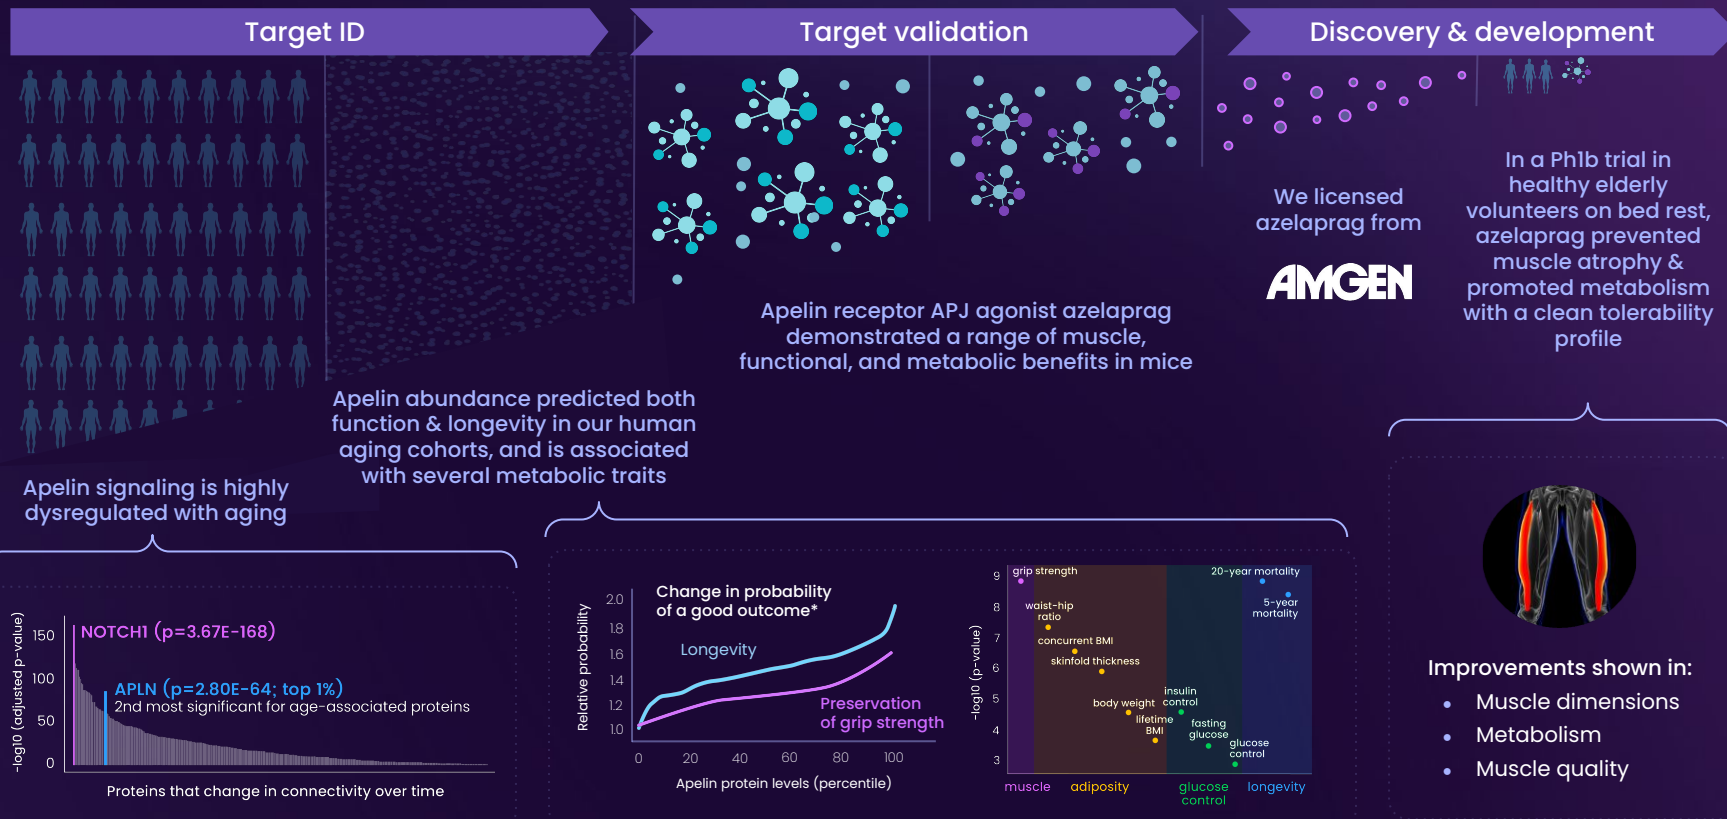 Target ID
Target validation
Discovery & development
Apelin signaling is highly
dysregulated with aging
Apelin abundance predicted both
function & longevity in our human
aging cohorts, and is associated
with several metabolic traits
Apelin receptor APJ agonist azelaprag
demonstrated a range of muscle,
functional, and metabolic benefits in mice
We licensed
azelaprag from
AMGEN
In a Ph1b trial in
healthy elderly
volunteers on bed rest,
azelaprag prevented
muscle atrophy &
promoted metabolism
with a clean tolerability
profile
-log10 (adjusted p-value)
150
100
50
0
NOTCH1 (p=3.67E-168)
APLN (p=2.80E-64; top 1%)
2nd most significant for age-associated proteins
Proteins that change in connectivity over time
Relative probability
2.0
1.8
1.6
1.4
1.2
1.0
Change in probability
of a good outcome*
Longevity
Preservation
of grip strength
0 20 40 60 80 100
Apelin protein levels (percentile)
-log10 (p-value)
9
8
7
6
5
4
3
grip strength
waist-hip
ratio
concurrent BMI
skinfold thickness
body weight
lifetime
BMI
insulin
control
fasting
glucose
glucose
control
20-year mortality
5-year
mortality
muscle
adiposity
glucose
control
longevity
Improvements shown in:
• Muscle dimensions
• Metabolism
• Muscle quality